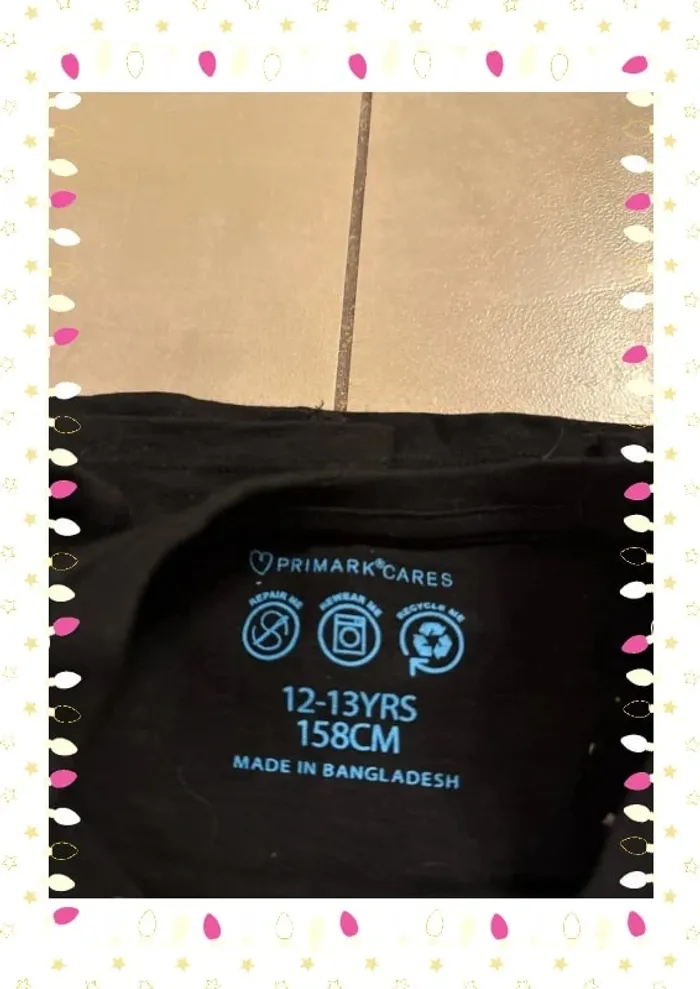 PRIMARK® CARES
REPAIR ME REWEAR ME RECYCLE ME
12-13YRS
158CM
MADE IN BANGLADESH